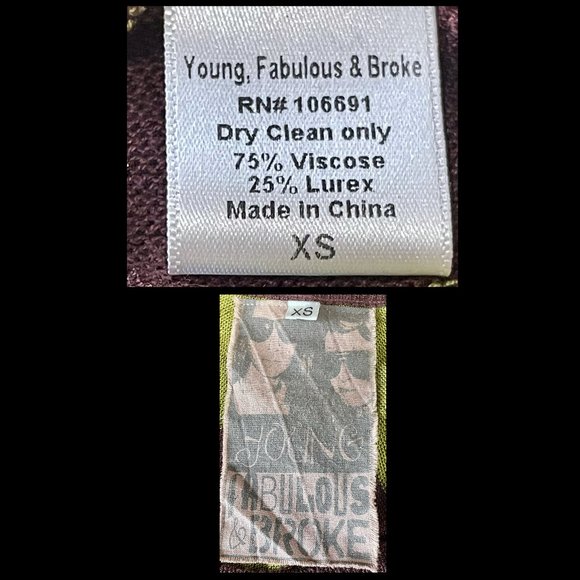 Young, Fabulous & Broke
RN# 106691
Dry Clean only
75% Viscose
25% Lurex
Made in China
XS
XS
YOUNG
FABULOUS
& BROKE